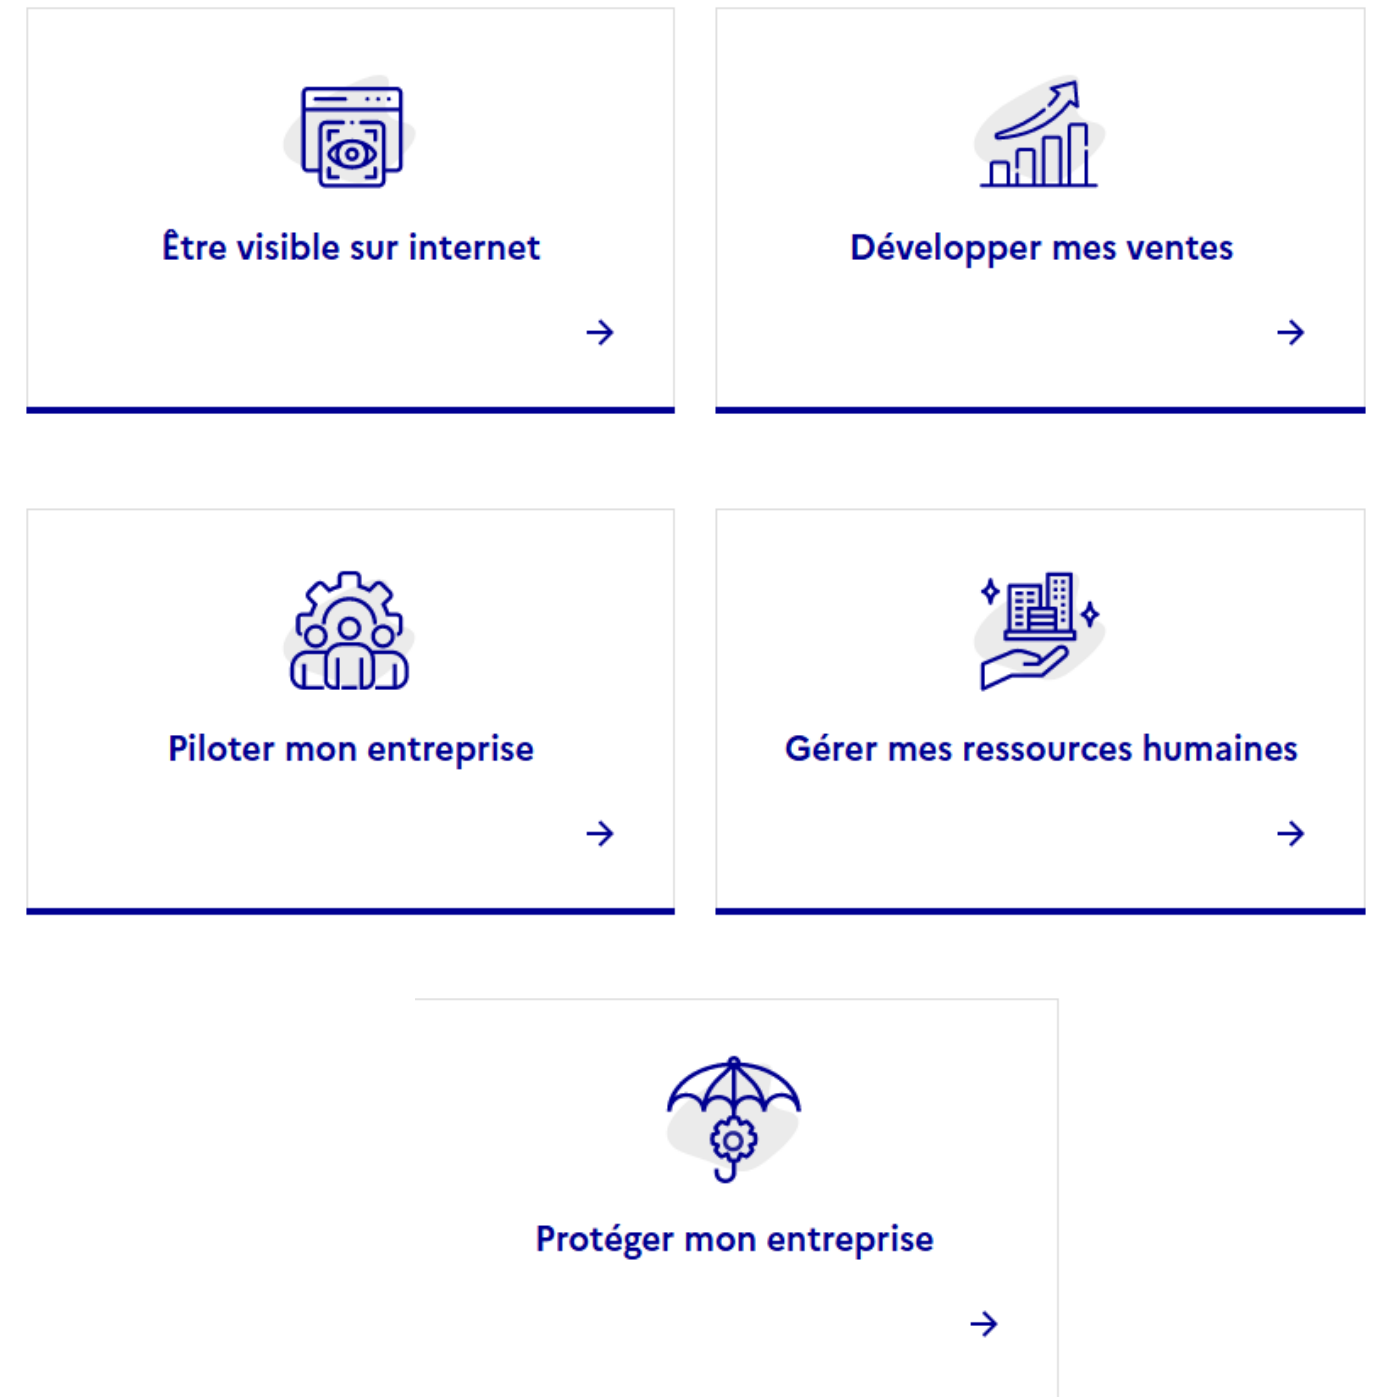 Être visible sur internet
Développer mes ventes
Piloter mon entreprise
Gérer mes ressources humaines
Protéger mon entreprise